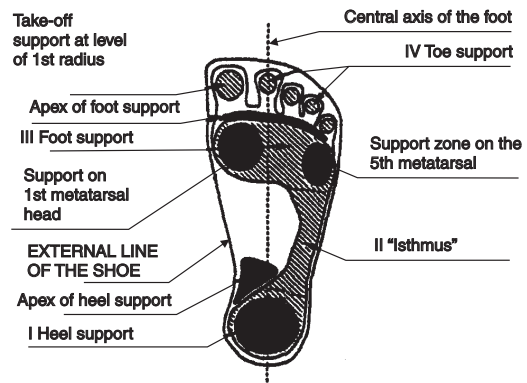 Take-off
support at level
of 1st radius
Apex of foot support
III Foot support
Support on
1st metatarsal
head
EXTERNAL LINE
OF THE SHOE
Apex of heel support
I Heel support
Central axis of the foot
IV Toe support
Support zone on the
5th metatarsal
II “Isthmus”